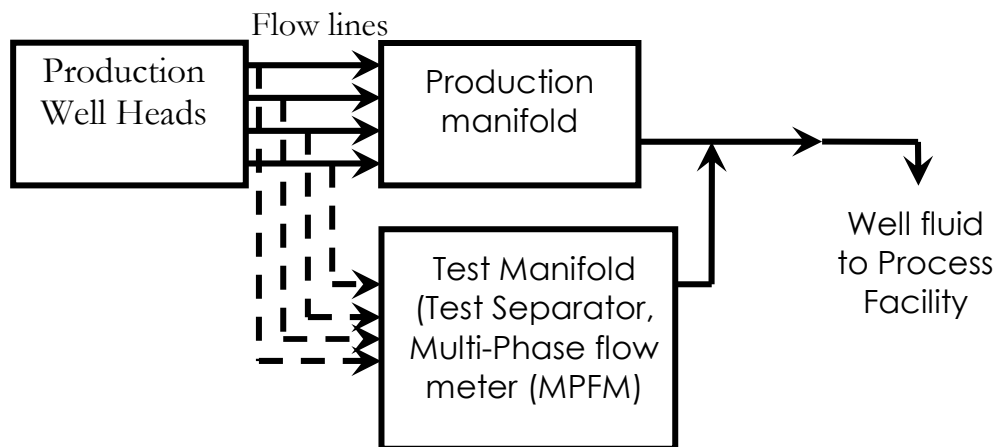 Flow lines
Production
Well Heads
Production
manifold
Test Manifold
(Test Separator,
Multi-Phase flow
meter (MPFM)
Well fluid
to Process
Facility